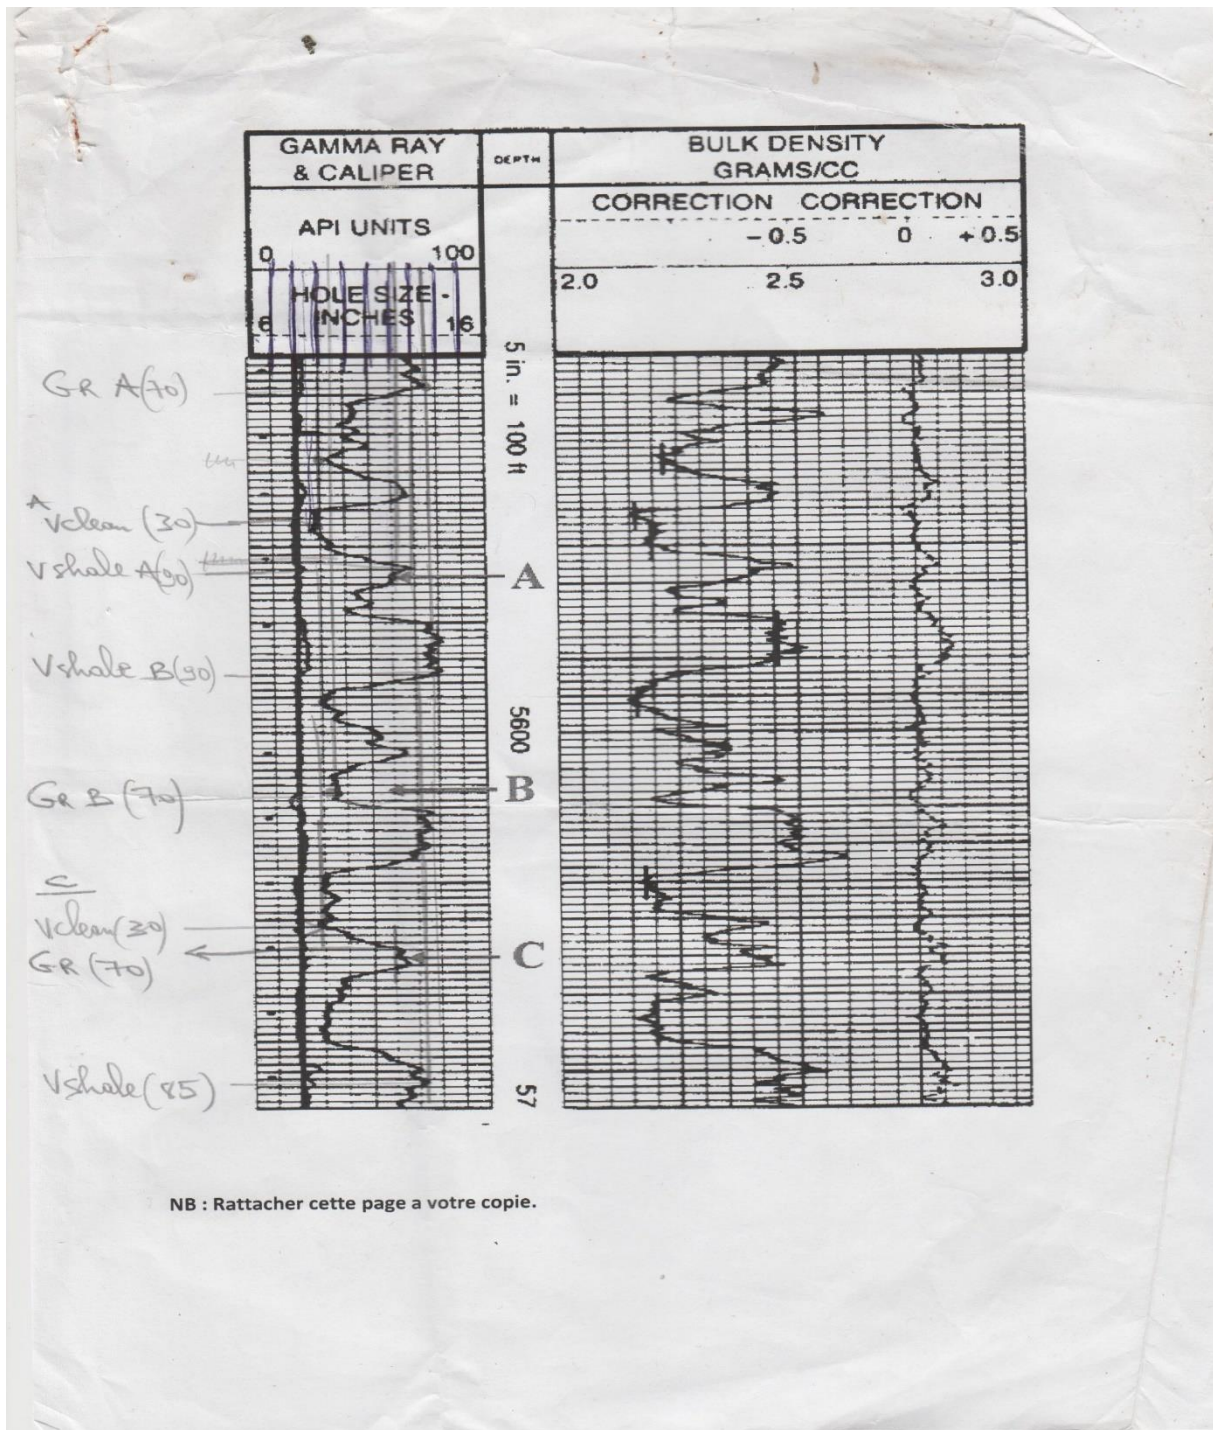 GAMMA RAY
& CALIPER
DEPTH
BULK DENSITY
GRAMS/CC
API UNITS
0 100
HOLE SIZE -
INCHES
6 16
CORRECTION CORRECTION
- 0.5 0 + 0.5
2.0 2.5 3.0
5 in. = 100 ft
GR A(70)
A
Vclean (30)
Vshale A(90)
A
Vshale B(90)
5600
GR B (70)
B
C
Vclean(30)
GR (70)
C
Vshale(85)
57
NB : Rattacher cette page a votre copie.